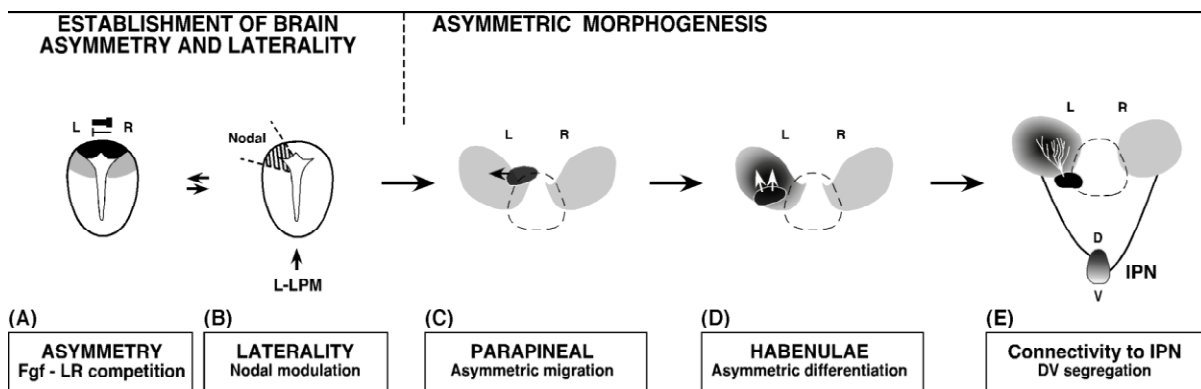 ESTABLISHMENT OF BRAIN
ASYMMETRY AND LATERALITY
ASYMMETRIC MORPHOGENESIS
L R
Nodal
L-LPM
L R
L R
L R
D
IPN
V
(A)
ASYMMETRY
Fgf - LR competition
(B)
LATERALITY
Nodal modulation
(C)
PARAPINEAL
Asymmetric migration
(D)
HABENULAE
Asymmetric differentiation
(E)
Connectivity to IPN
DV segregation